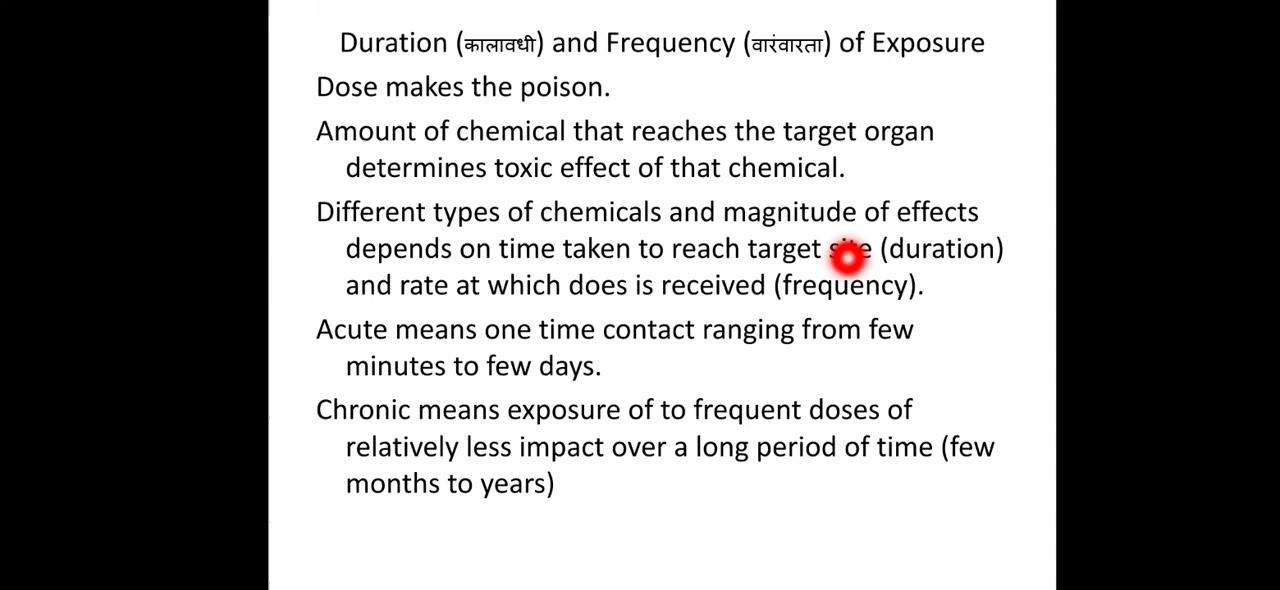 Duration (कालावधी) and Frequency (वारंवारता) of Exposure
Dose makes the poison.
Amount of chemical that reaches the target organ
determines toxic effect of that chemical.
Different types of chemicals and magnitude of effects
depends on time taken to reach target site (duration)
and rate at which does is received (frequency).
Acute means one time contact ranging from few
minutes to few days.
Chronic means exposure of to frequent doses of
relatively less impact over a long period of time (few
months to years)